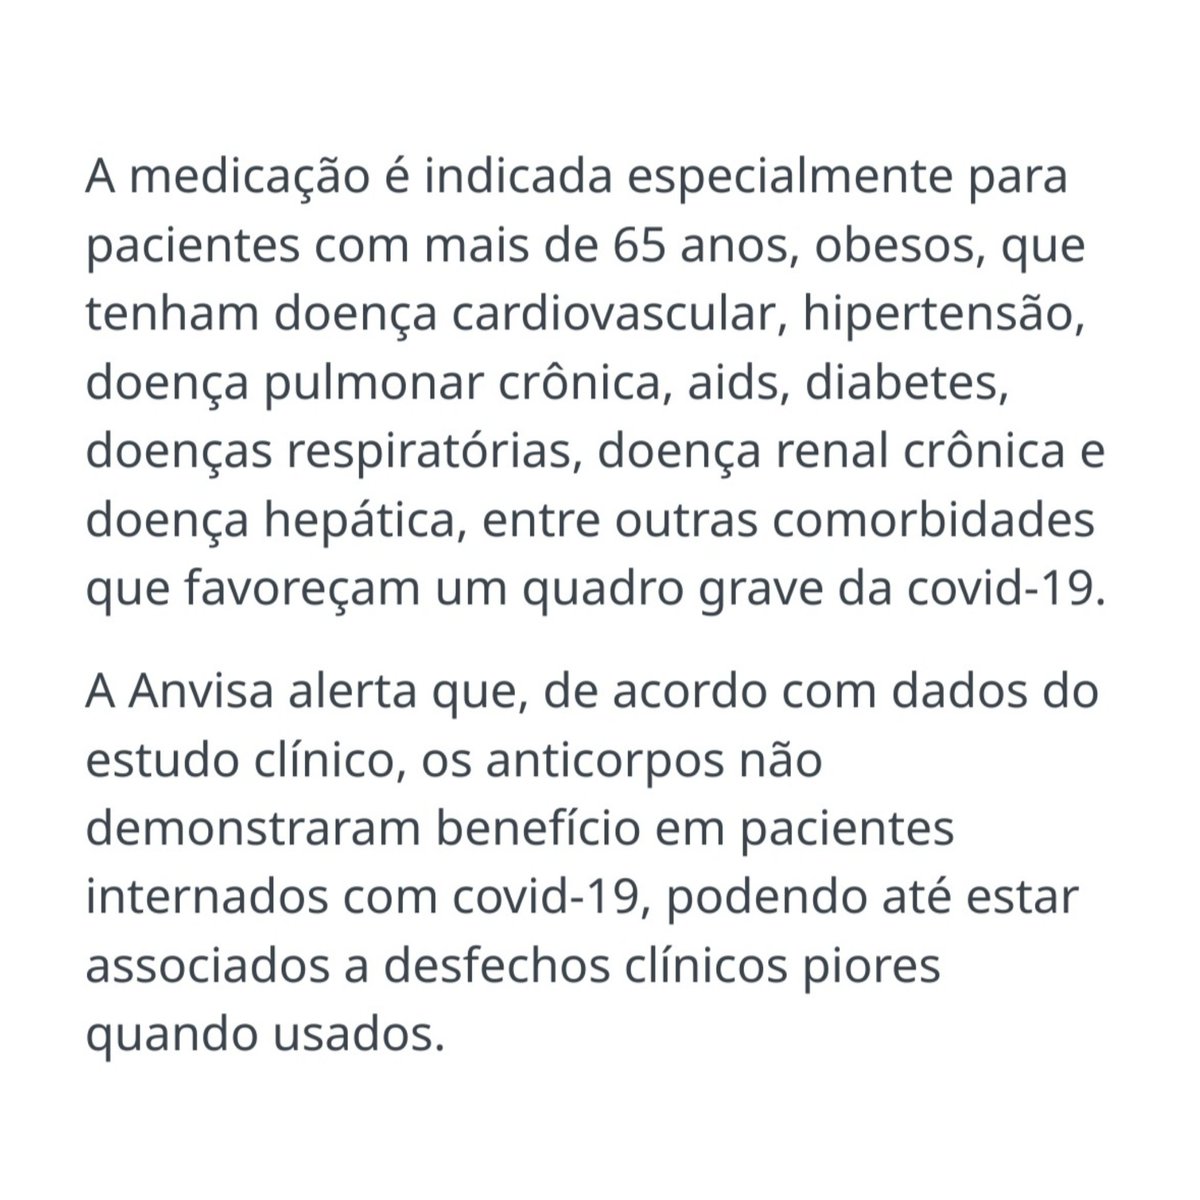 A medicação é indicada especialmente para
pacientes com mais de 65 anos, obesos, que
tenham doença cardiovascular, hipertensão,
doença pulmonar crônica, aids, diabetes,
doenças respiratórias, doença renal crônica e
doença hepática, entre outras comorbidades
que favoreçam um quadro grave da covid-19.
A Anvisa alerta que, de acordo com dados do
estudo clínico, os anticorpos não
demonstraram benefício em pacientes
internados com covid-19, podendo até estar
associados a desfechos clínicos piores
quando usados.